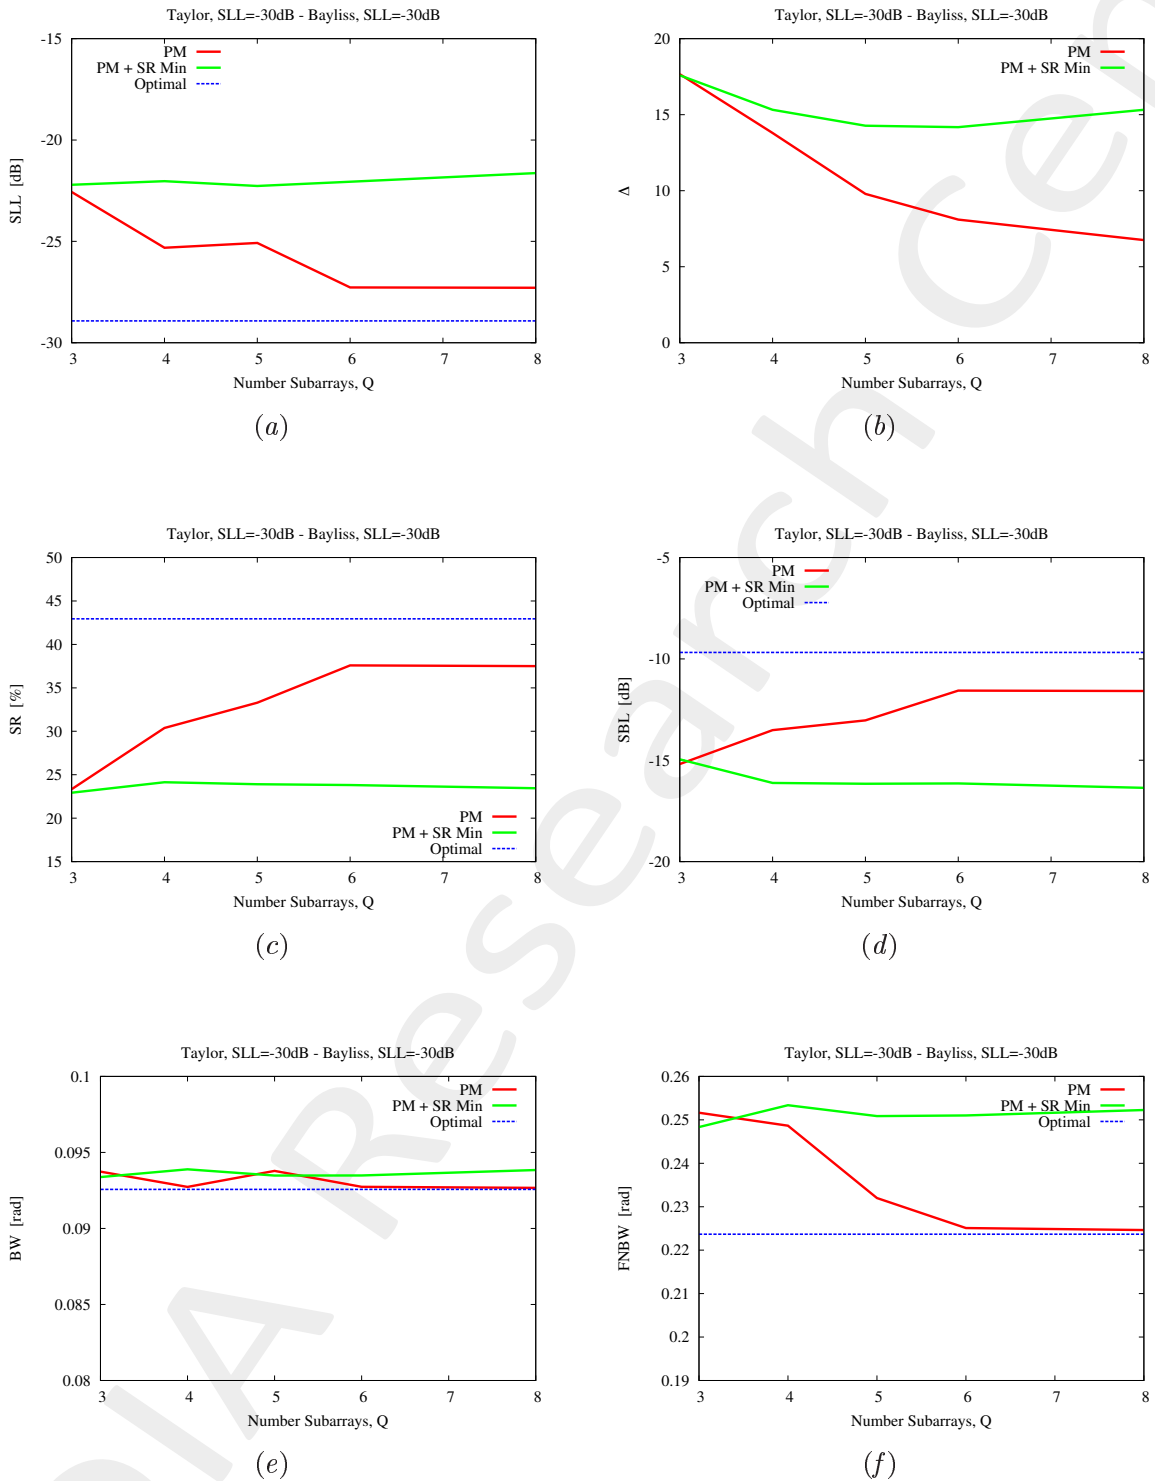 Taylor, SLL=-30dB - Bayliss, SLL=-30dB
PM
PM + SR Min
Optimal
-15
-20
-25
-30
SLL [dB]
3 4 5 6 7 8
Number Subarrays, Q
(a)
Taylor, SLL=-30dB - Bayliss, SLL=-30dB
PM
PM + SR Min
20
15
10
5
0
Δ
3 4 5 6 7 8
Number Subarrays, Q
(b)
Taylor, SLL=-30dB - Bayliss, SLL=-30dB
50
45
40
35
30
25
20
15
SR [%]
PM
PM + SR Min
Optimal
3 4 5 6 7 8
Number Subarrays, Q
(c)
Taylor, SLL=-30dB - Bayliss, SLL=-30dB
PM
PM + SR Min
Optimal
-5
-10
-15
-20
SBL [dB]
3 4 5 6 7 8
Number Subarrays, Q
(d)
Taylor, SLL=-30dB - Bayliss, SLL=-30dB
PM
PM + SR Min
Optimal
0.1
0.095
0.09
0.085
0.08
BW [rad]
3 4 5 6 7 8
Number Subarrays, Q
(e)
Taylor, SLL=-30dB - Bayliss, SLL=-30dB
PM
PM + SR Min
Optimal
0.26
0.25
0.24
0.23
0.22
0.21
0.2
0.19
FNBW [rad]
3 4 5 6 7 8
Number Subarrays, Q
(f)
Research